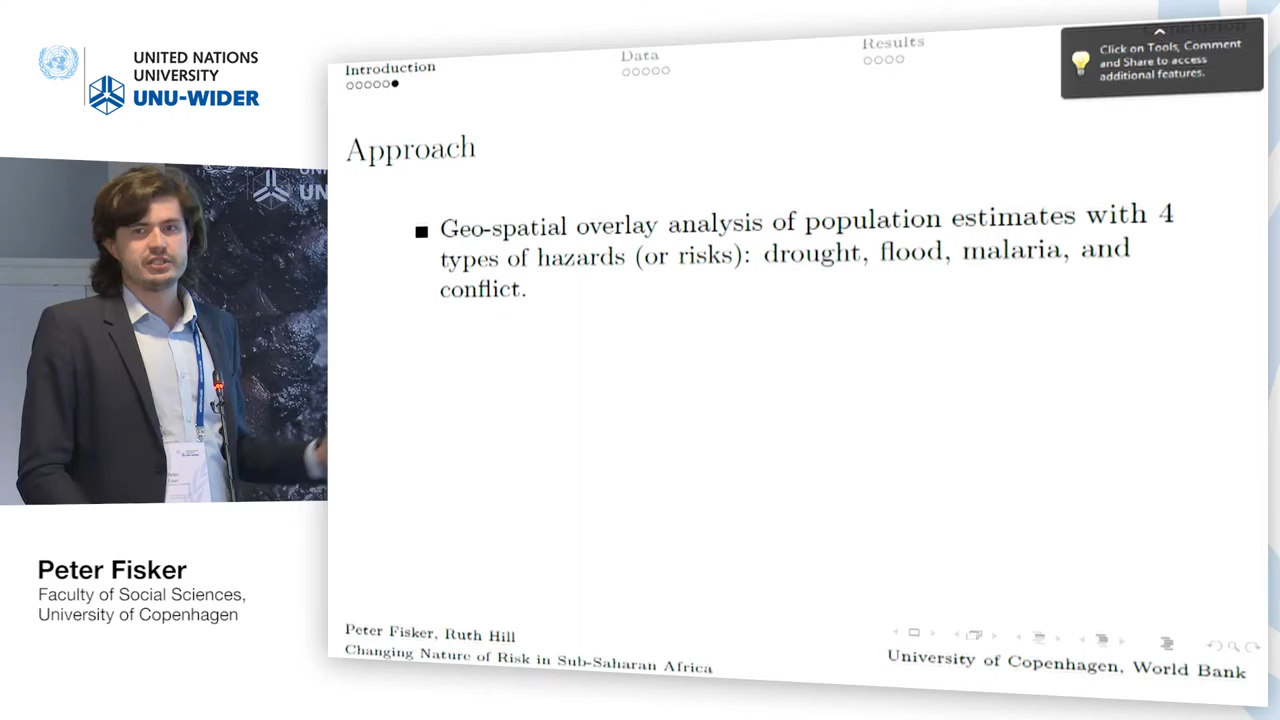 UNITED NATIONS
UNIVERSITY
UNU-WIDER
UN
Peter Fisker
Faculty of Social Sciences,
University of Copenhagen
Introduction
Data
Results
Conclusion
Click on Tools, Comment
and Share to access
additional features.
Approach
Geo-spatial overlay analysis of population estimates with 4
types of hazards (or risks): drought, flood, malaria, and
conflict.
Peter Fisker, Ruth Hill
Changing Nature of Risk in Sub-Saharan Africa
University of Copenhagen, World Bank